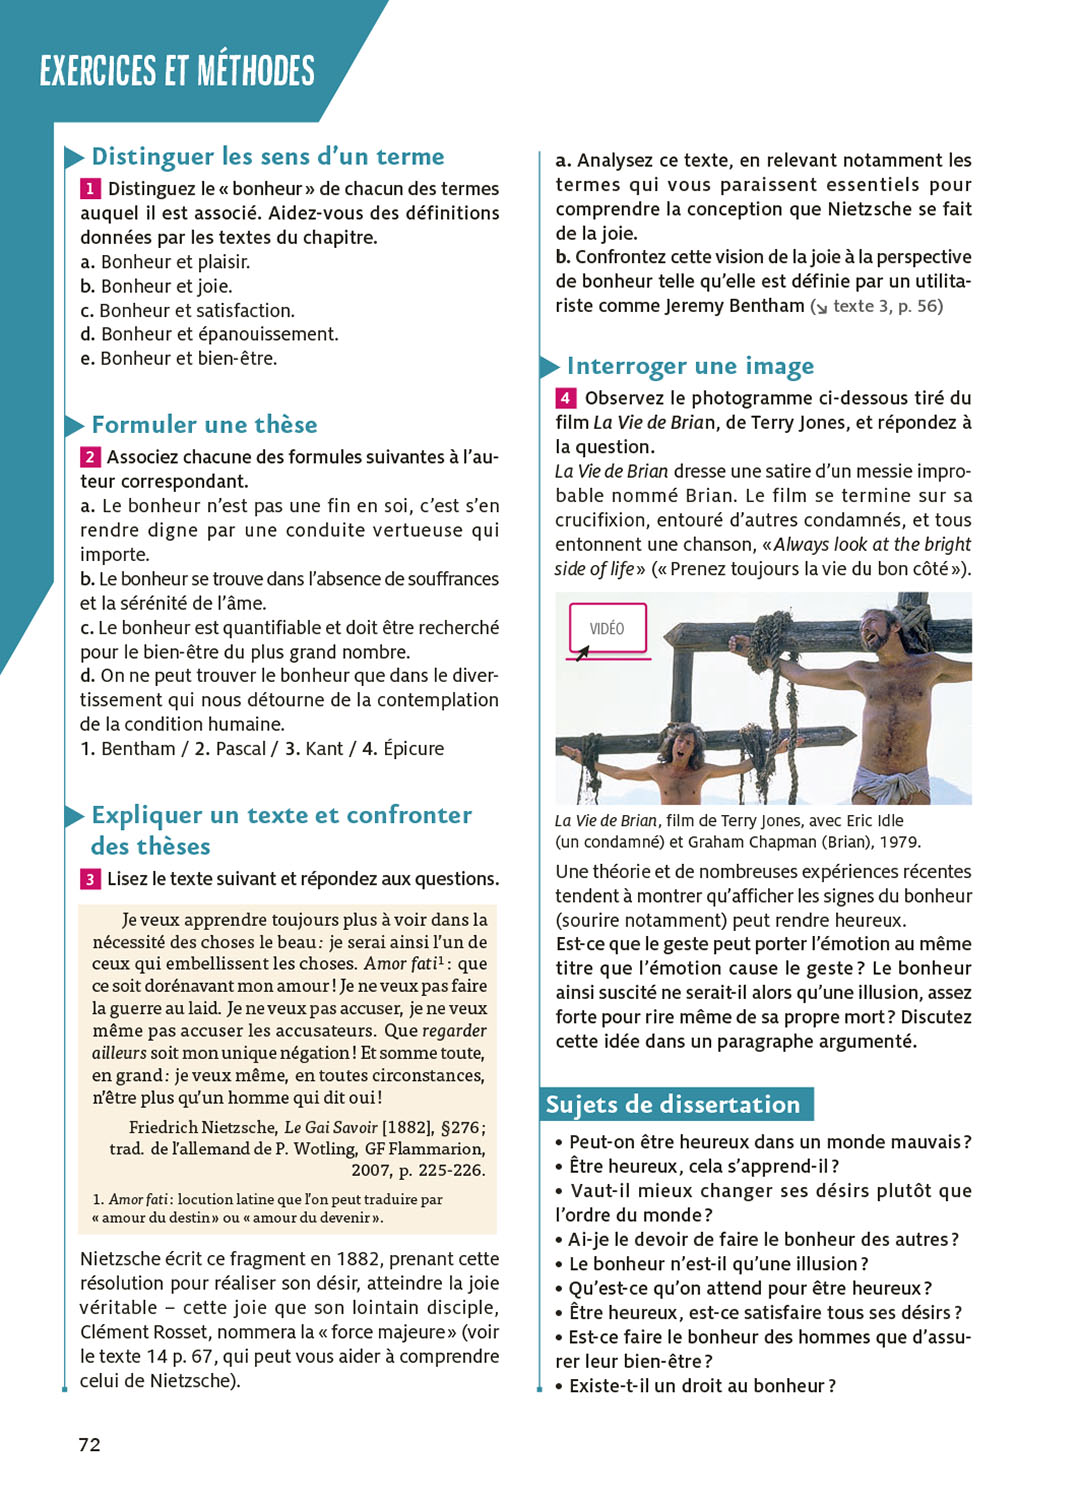 EXERCICES ET MÉTHODES
Distinguer les sens d’un terme
1 Distinguez le « bonheur » de chacun des termes
auquel il est associé. Aidez-vous des définitions
données par les textes du chapitre.
a. Bonheur et plaisir.
b. Bonheur et joie.
c. Bonheur et satisfaction.
d. Bonheur et épanouissement.
e. Bonheur et bien-être.
Formuler une thèse
2 Associez chacune des formules suivantes à l’au-
teur correspondant.
a. Le bonheur n’est pas une fin en soi, c’est s’en
rendre digne par une conduite vertueuse qui
importe.
b. Le bonheur se trouve dans l’absence de souffrances
et la sérénité de l’âme.
c. Le bonheur est quantifiable et doit être recherché
pour le bien-être du plus grand nombre.
d. On ne peut trouver le bonheur que dans le diver-
tissement qui nous détourne de la contemplation
de la condition humaine.
1. Bentham / 2. Pascal / 3. Kant / 4. Épicure
Expliquer un texte et confronter
des thèses
3 Lisez le texte suivant et répondez aux questions.
Je veux apprendre toujours plus à voir dans la
nécessité des choses le beau : je serai ainsi l’un de
ceux qui embellissent les choses. Amor fati¹ : que
ce soit dorénavant mon amour ! Je ne veux pas faire
la guerre au laid. Je ne veux pas accuser, je ne veux
même pas accuser les accusateurs. Que regarder
ailleurs soit mon unique négation ! Et somme toute,
en grand : je veux même, en toutes circonstances,
n’être plus qu’un homme qui dit oui !
Friedrich Nietzsche, Le Gai Savoir [1882], §276 ;
trad. de l’allemand de P. Wotling, GF Flammarion,
2007, p. 225-226.
1. Amor fati : locution latine que l’on peut traduire par
« amour du destin » ou « amour du devenir ».
Nietzsche écrit ce fragment en 1882, prenant cette
résolution pour réaliser son désir, atteindre la joie
véritable – cette joie que son lointain disciple,
Clément Rosset, nommera la « force majeure » (voir
le texte 14 p. 67, qui peut vous aider à comprendre
celui de Nietzsche).
a. Analysez ce texte, en relevant notamment les
termes qui vous paraissent essentiels pour
comprendre la conception que Nietzsche se fait
de la joie.
b. Confrontez cette vision de la joie à la perspective
de bonheur telle qu’elle est définie par un utilita-
riste comme Jeremy Bentham (↘ texte 3, p. 56)
Interroger une image
4 Observez le photogramme ci-dessous tiré du
film La Vie de Brian, de Terry Jones, et répondez à
la question.
La Vie de Brian dresse une satire d’un messie impro-
bable nommé Brian. Le film se termine sur sa
crucifixion, entouré d’autres condamnés, et tous
entonnent une chanson, « Always look at the bright
side of life » (« Prenez toujours la vie du bon côté »).
VIDÉO
La Vie de Brian, film de Terry Jones, avec Eric Idle
(un condamné) et Graham Chapman (Brian), 1979.
Une théorie et de nombreuses expériences récentes
tendent à montrer qu’afficher les signes du bonheur
(sourire notamment) peut rendre heureux.
Est-ce que le geste peut porter l’émotion au même
titre que l’émotion cause le geste ? Le bonheur
ainsi suscité ne serait-il alors qu’une illusion, assez
forte pour rire même de sa propre mort ? Discutez
cette idée dans un paragraphe argumenté.
Sujets de dissertation
• Peut-on être heureux dans un monde mauvais ?
• Être heureux, cela s’apprend-il ?
• Vaut-il mieux changer ses désirs plutôt que
l’ordre du monde ?
• Ai-je le devoir de faire le bonheur des autres ?
• Le bonheur n’est-il qu’une illusion ?
• Qu’est-ce qu’on attend pour être heureux ?
• Être heureux, est-ce satisfaire tous ses désirs ?
• Est-ce faire le bonheur des hommes que d’assu-
rer leur bien-être ?
• Existe-t-il un droit au bonheur ?
72